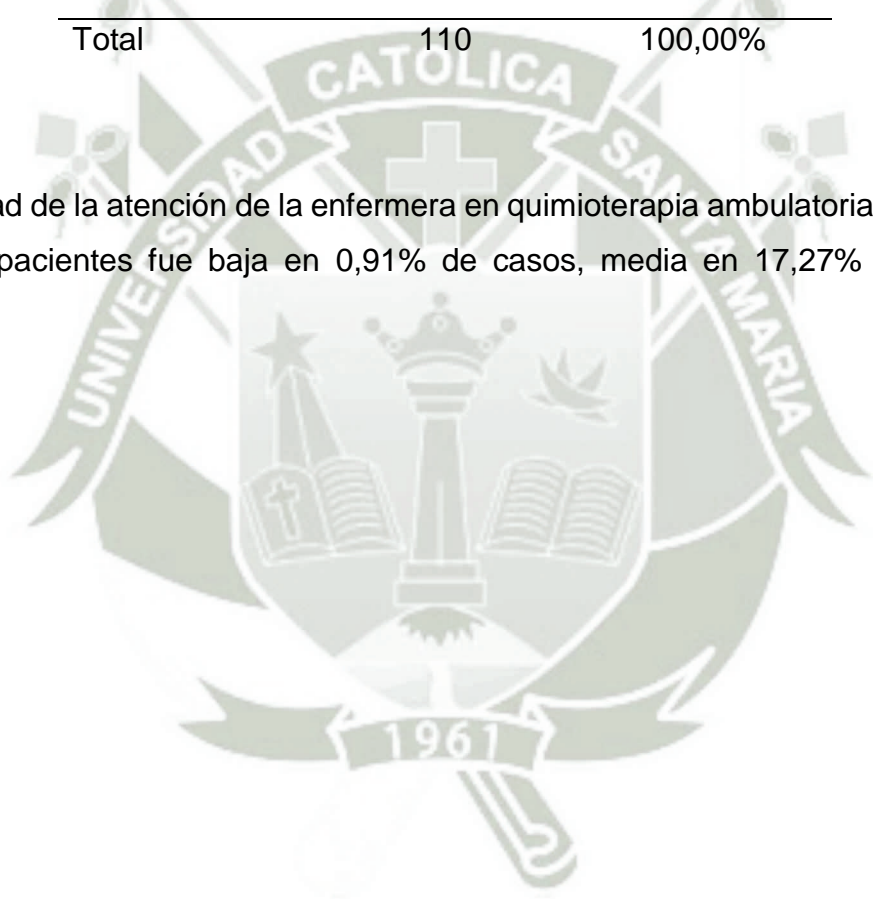 Total 110 100,00%
ad de la atención de la enfermera en quimioterapia ambulatoria
pacientes fue baja en 0,91% de casos, media en 17,27%
UNIVERSIDAD CATOLICA SANTA MARIA
1961